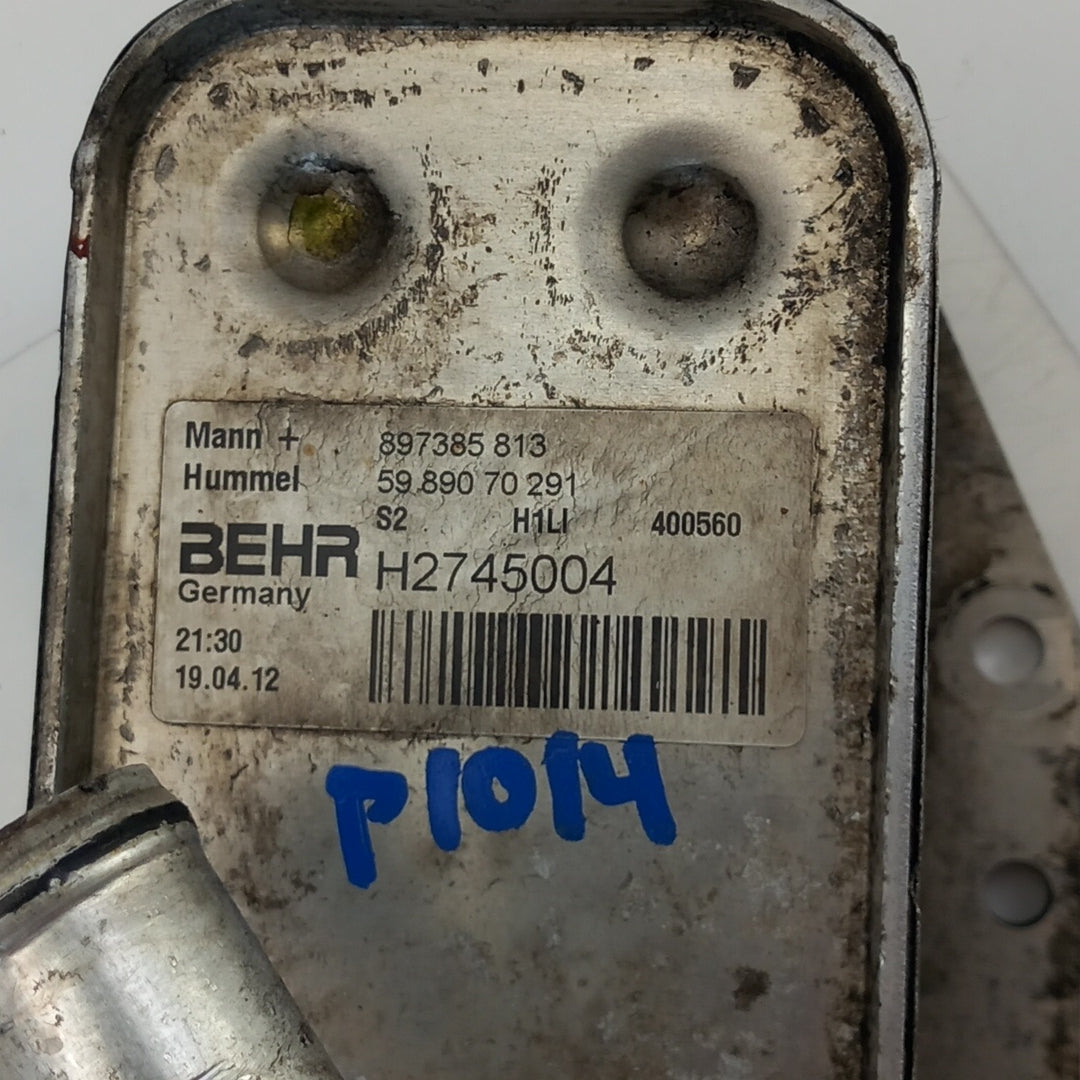 Mann + 897385 813
Hummel 59 890 70 291
S2 H1LI 400560
BEHR H2745004
Germany
21:30
19.04.12
P1014